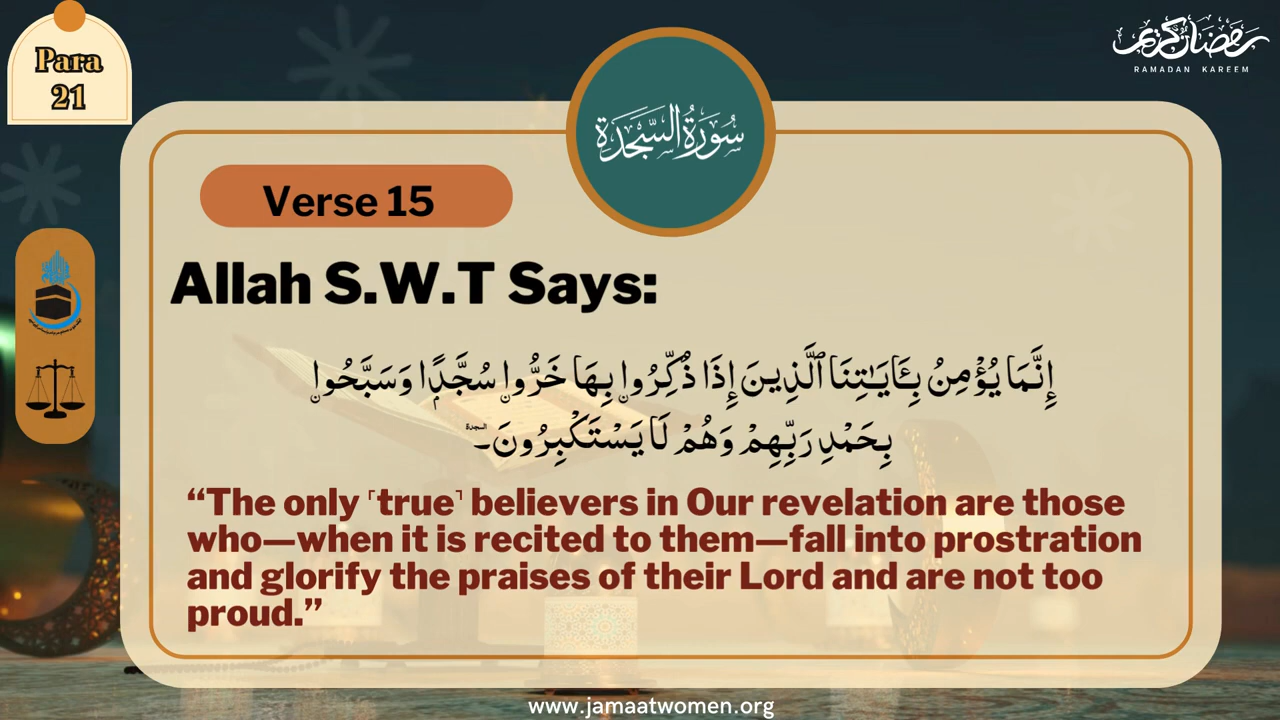 Para
21
رمضان كريم
RAMADAN KAREEM
سُورَةُ السَّجْدَة
Verse 15
Allah S.W.T Says:
إِنَّمَا يُؤْمِنُ بِـَٔايَـٰتِنَا ٱلَّذِينَ إِذَا ذُكِّرُوا۟ بِهَا خَرُّوا۟ سُجَّدًۭا وَسَبَّحُوا۟
بِحَمْدِ رَبِّهِمْ وَهُمْ لَا يَسْتَكْبِرُونَ ۩
“The only ˹true˺ believers in Our revelation are those
who—when it is recited to them—fall into prostration
and glorify the praises of their Lord and are not too
proud.”
www.jamaatwomen.org